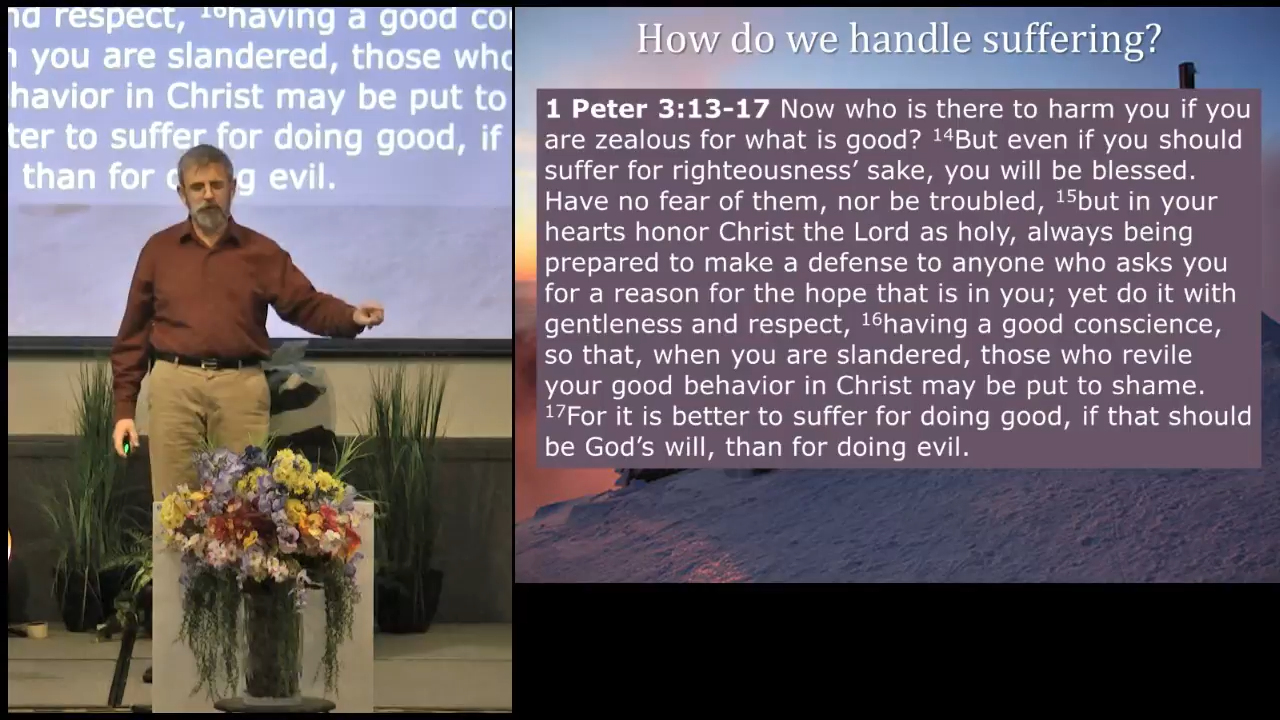 nd respect, 16having a good co
you are slandered, those who
havior in Christ may be put to
ter to suffer for doing good, if
than for d g evil.
How do we handle suffering?
1 Peter 3:13-17 Now who is there to harm you if you
are zealous for what is good? 14But even if you should
suffer for righteousness’ sake, you will be blessed.
Have no fear of them, nor be troubled, 15but in your
hearts honor Christ the Lord as holy, always being
prepared to make a defense to anyone who asks you
for a reason for the hope that is in you; yet do it with
gentleness and respect, 16having a good conscience,
so that, when you are slandered, those who revile
your good behavior in Christ may be put to shame.
17For it is better to suffer for doing good, if that should
be God’s will, than for doing evil.